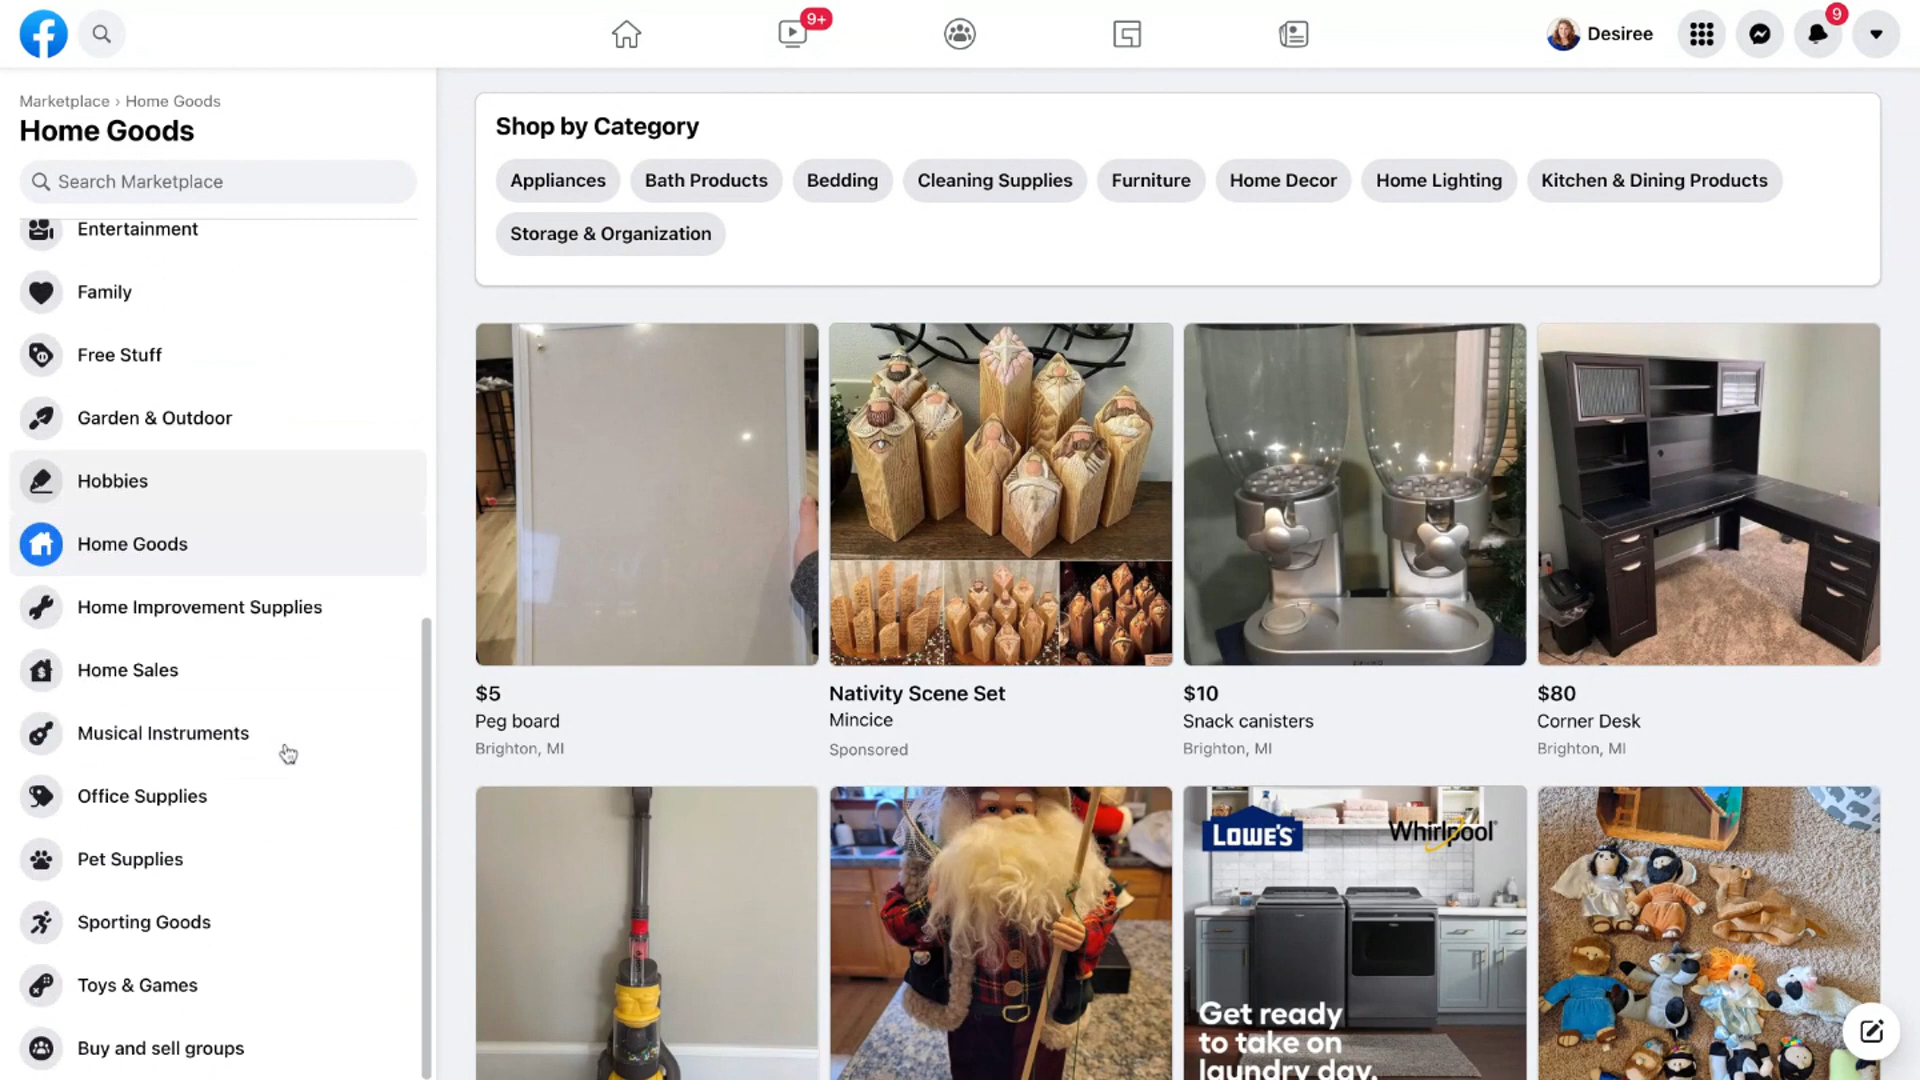 9+
Desiree
9
Marketplace › Home Goods
Home Goods
Search Marketplace
Entertainment
Family
Free Stuff
Garden & Outdoor
Hobbies
Home Goods
Home Improvement Supplies
Home Sales
Musical Instruments
Office Supplies
Pet Supplies
Sporting Goods
Toys & Games
Buy and sell groups
Shop by Category
Appliances
Bath Products
Bedding
Cleaning Supplies
Furniture
Home Decor
Home Lighting
Kitchen & Dining Products
Storage & Organization
$5
Peg board
Brighton, MI
Nativity Scene Set
Mincice
Sponsored
$10
Snack canisters
Brighton, MI
$80
Corner Desk
Brighton, MI
LOWE'S
Whirlpool
Get ready
to take on
laundry day.